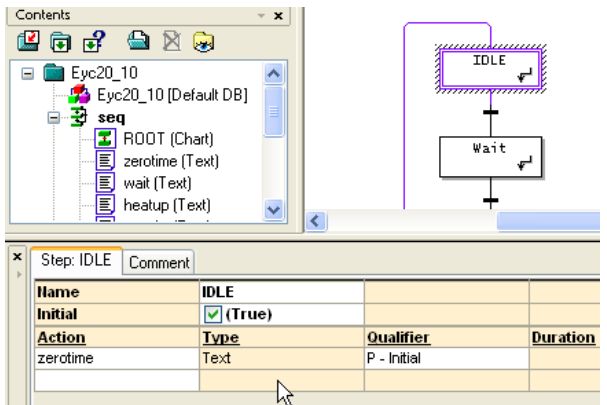 Contents
Eyc20_10
Eyc20_10 [Default DB]
seq
ROOT (Chart)
zerotime (Text)
wait (Text)
heatup (Text)
IDLE
Wait
Step: IDLE Comment
Name IDLE
Initial (True)
Action Type Qualifier Duration
zerotime Text P - Initial